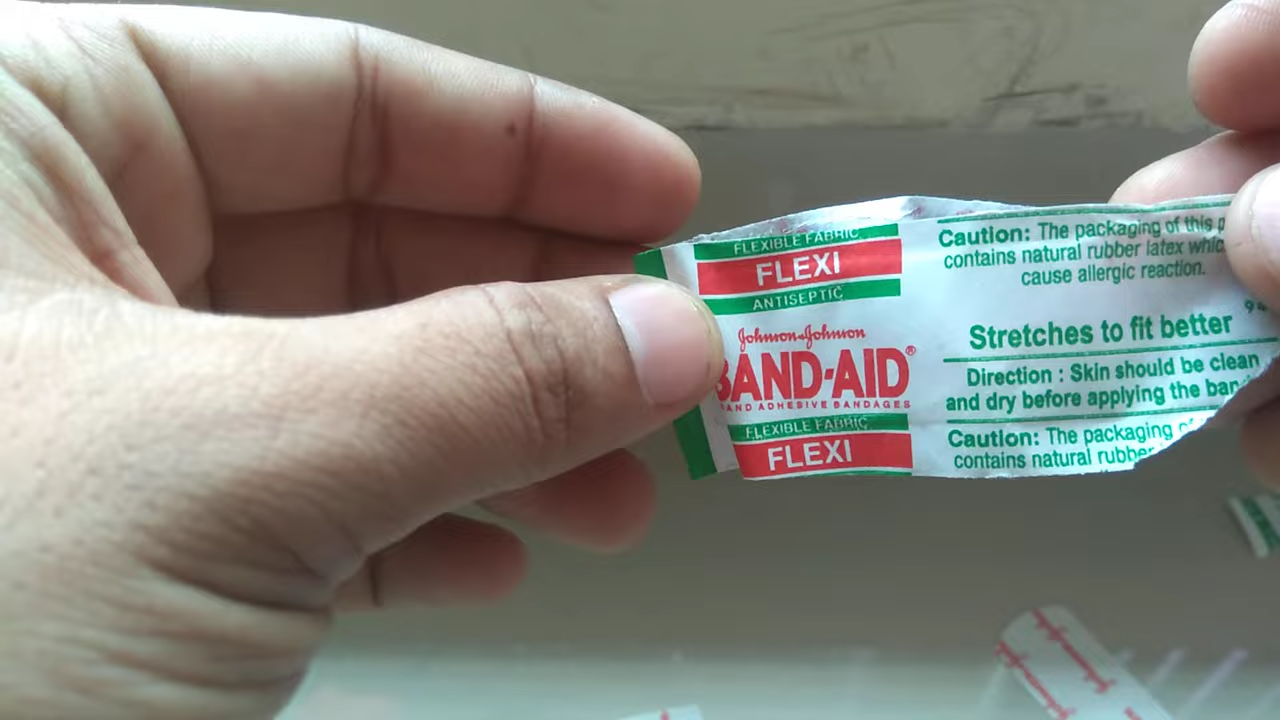 FLEXIBLE FABRIC
FLEXI
ANTISEPTIC
Johnson & Johnson
BAND-AID®
ADHESIVE BANDAGES
FLEXIBLE FABRIC
FLEXI
Caution: The packaging of this
contains natural rubber latex
cause allergic reaction.
Stretches to fit better
Direction : Skin should be clean
and dry before applying the
Caution: The packaging
contains natural rubber